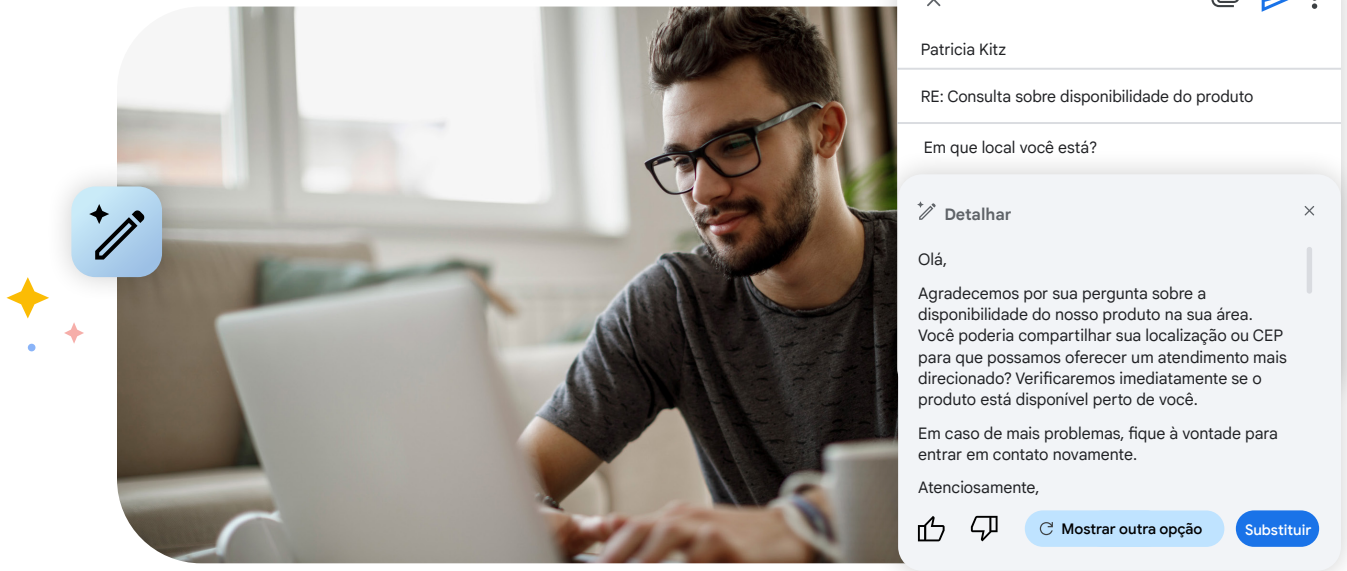 Patricia Kitz
RE: Consulta sobre disponibilidade do produto
Em que local você está?
Detalhar
Olá,
Agradecemos por sua pergunta sobre a
disponibilidade do nosso produto na sua área.
Você poderia compartilhar sua localização ou CEP
para que possamos oferecer um atendimento mais
direcionado? Verificaremos imediatamente se o
produto está disponível perto de você.
Em caso de mais problemas, fique à vontade para
entrar em contato novamente.
Atenciosamente,
Mostrar outra opção
Substituir